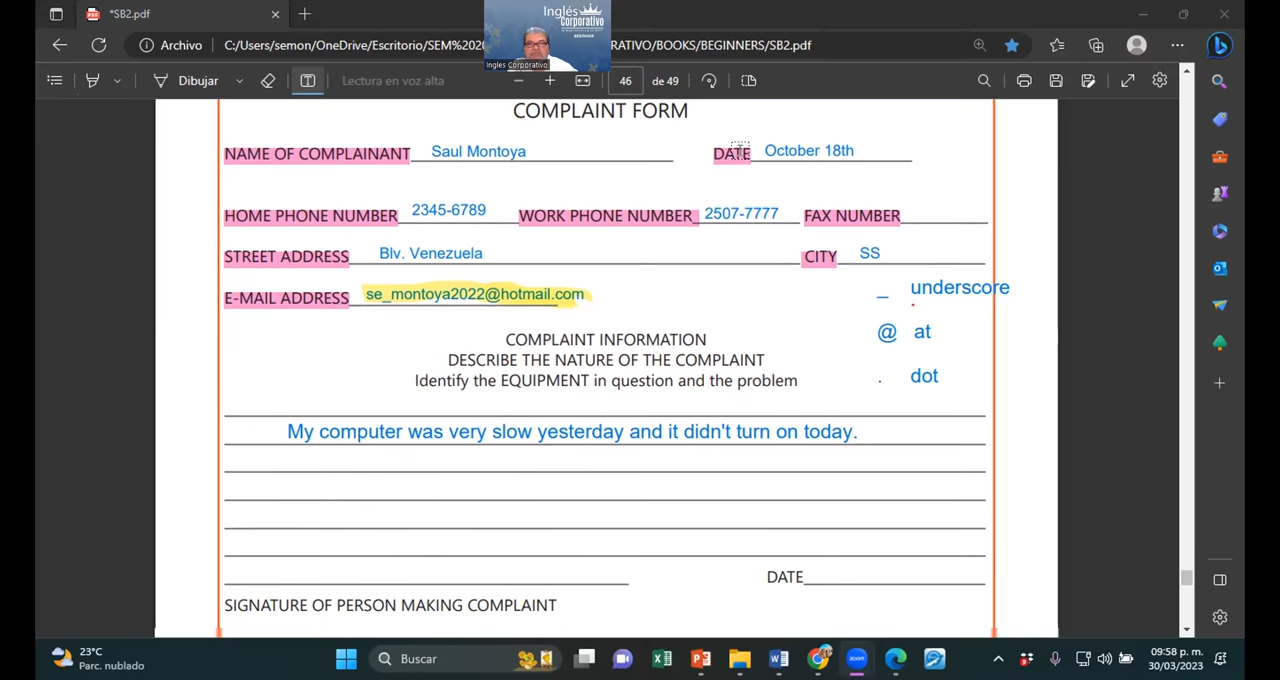 *SB2.pdf
Inglés
Corporativo
BEGINNER
Ingles Corporativo
Archivo C:/Users/semon/OneDrive/Escritorio/SEM%20 RATIVO/BOOKS/BEGINNERS/SB2.pdf
Dibujar Lectura en voz alta 46 de 49
COMPLAINT FORM
NAME OF COMPLAINANT Saul Montoya DATE October 18th
HOME PHONE NUMBER 2345-6789 WORK PHONE NUMBER 2507-7777 FAX NUMBER
STREET ADDRESS Blv. Venezuela CITY SS
E-MAIL ADDRESS se_montoya2022@hotmail.com
_ underscore
@ at
. dot
COMPLAINT INFORMATION
DESCRIBE THE NATURE OF THE COMPLAINT
Identify the EQUIPMENT in question and the problem
My computer was very slow yesterday and it didn't turn on today.
DATE
SIGNATURE OF PERSON MAKING COMPLAINT
23°C
Parc. nublado
Buscar
zoom
09:58 p. m.
30/03/2023